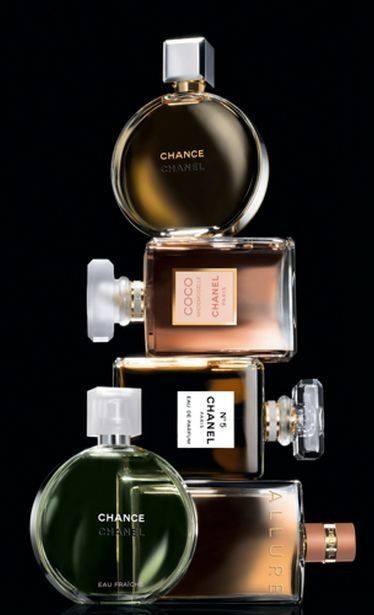 CHANCE
CHANEL
COCO
MADEMOISELLE
CHANEL
PARIS
N°5
CHANEL
PARIS
EAU DE PARFUM
CHANCE
CHANEL
EAU FRAÎCHE
ALLURE